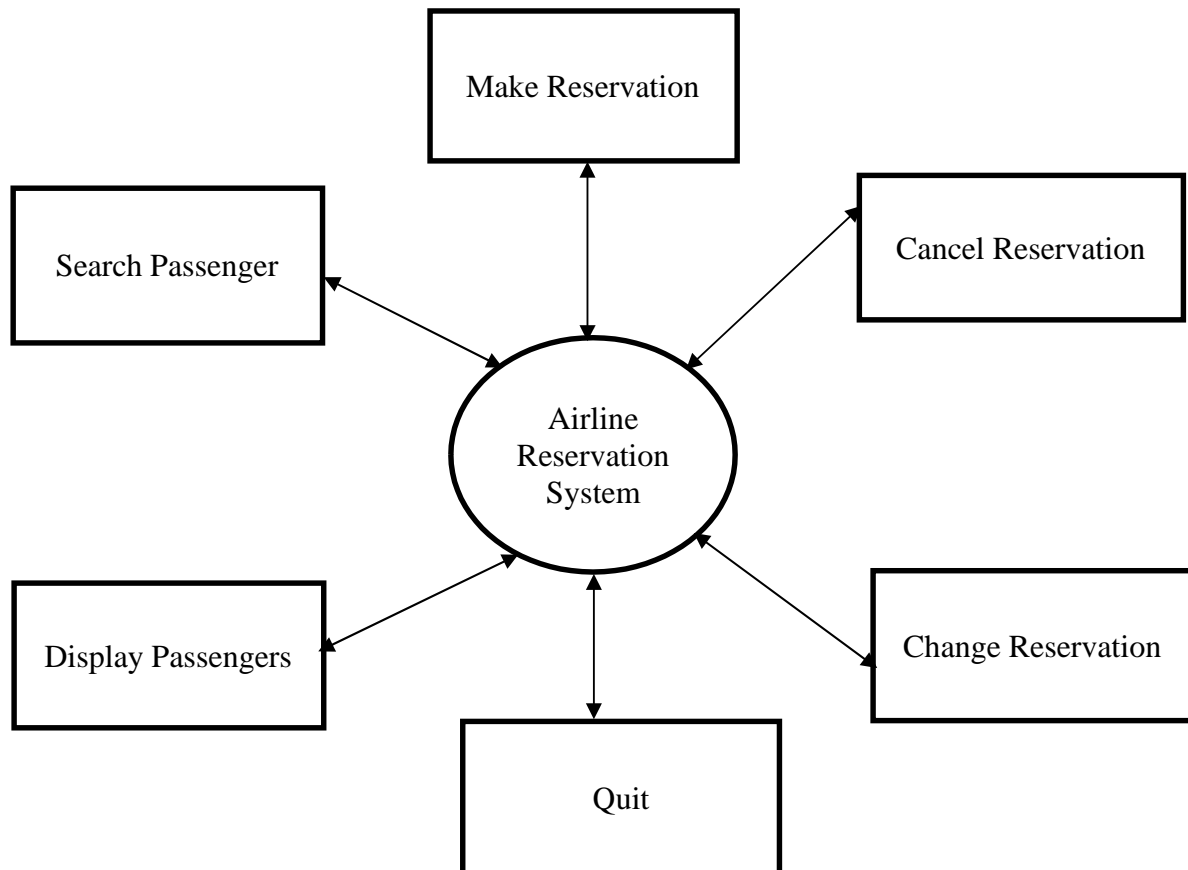 Make Reservation
Search Passenger
Cancel Reservation
Airline
Reservation
System
Display Passengers
Change Reservation
Quit